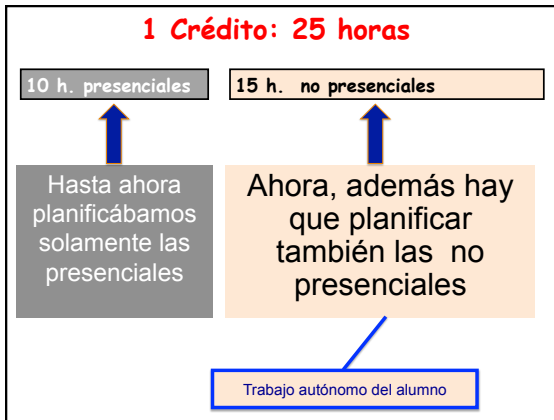 1 Crédito: 25 horas
10 h. presenciales
15 h. no presenciales
Hasta ahora
planificábamos
solamente las
presenciales
Ahora, además hay
que planificar
también las no
presenciales
Trabajo autónomo del alumno